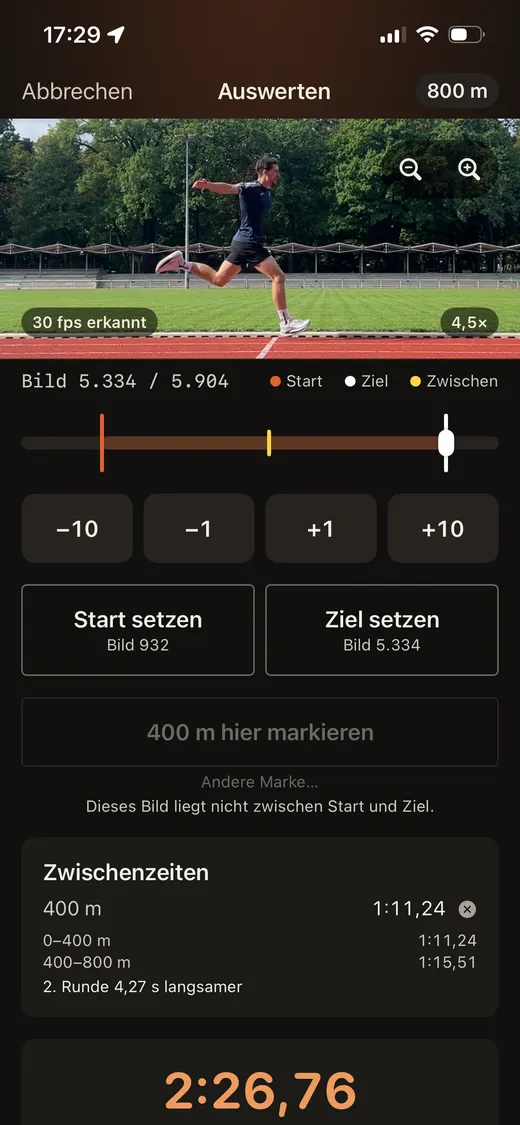 17:29
Abbrechen Auswerten 800 m
30 fps erkannt 4,5×
Bild 5.334 / 5.904 Start Ziel Zwischen
−10 −1 +1 +10
Start setzen Ziel setzen
Bild 932 Bild 5.334
400 m hier markieren
Andere Marke...
Dieses Bild liegt nicht zwischen Start und Ziel.
Zwischenzeiten
400 m 1:11,24
0–400 m 1:11,24
400–800 m 1:15,51
2. Runde 4,27 s langsamer
2:26,76